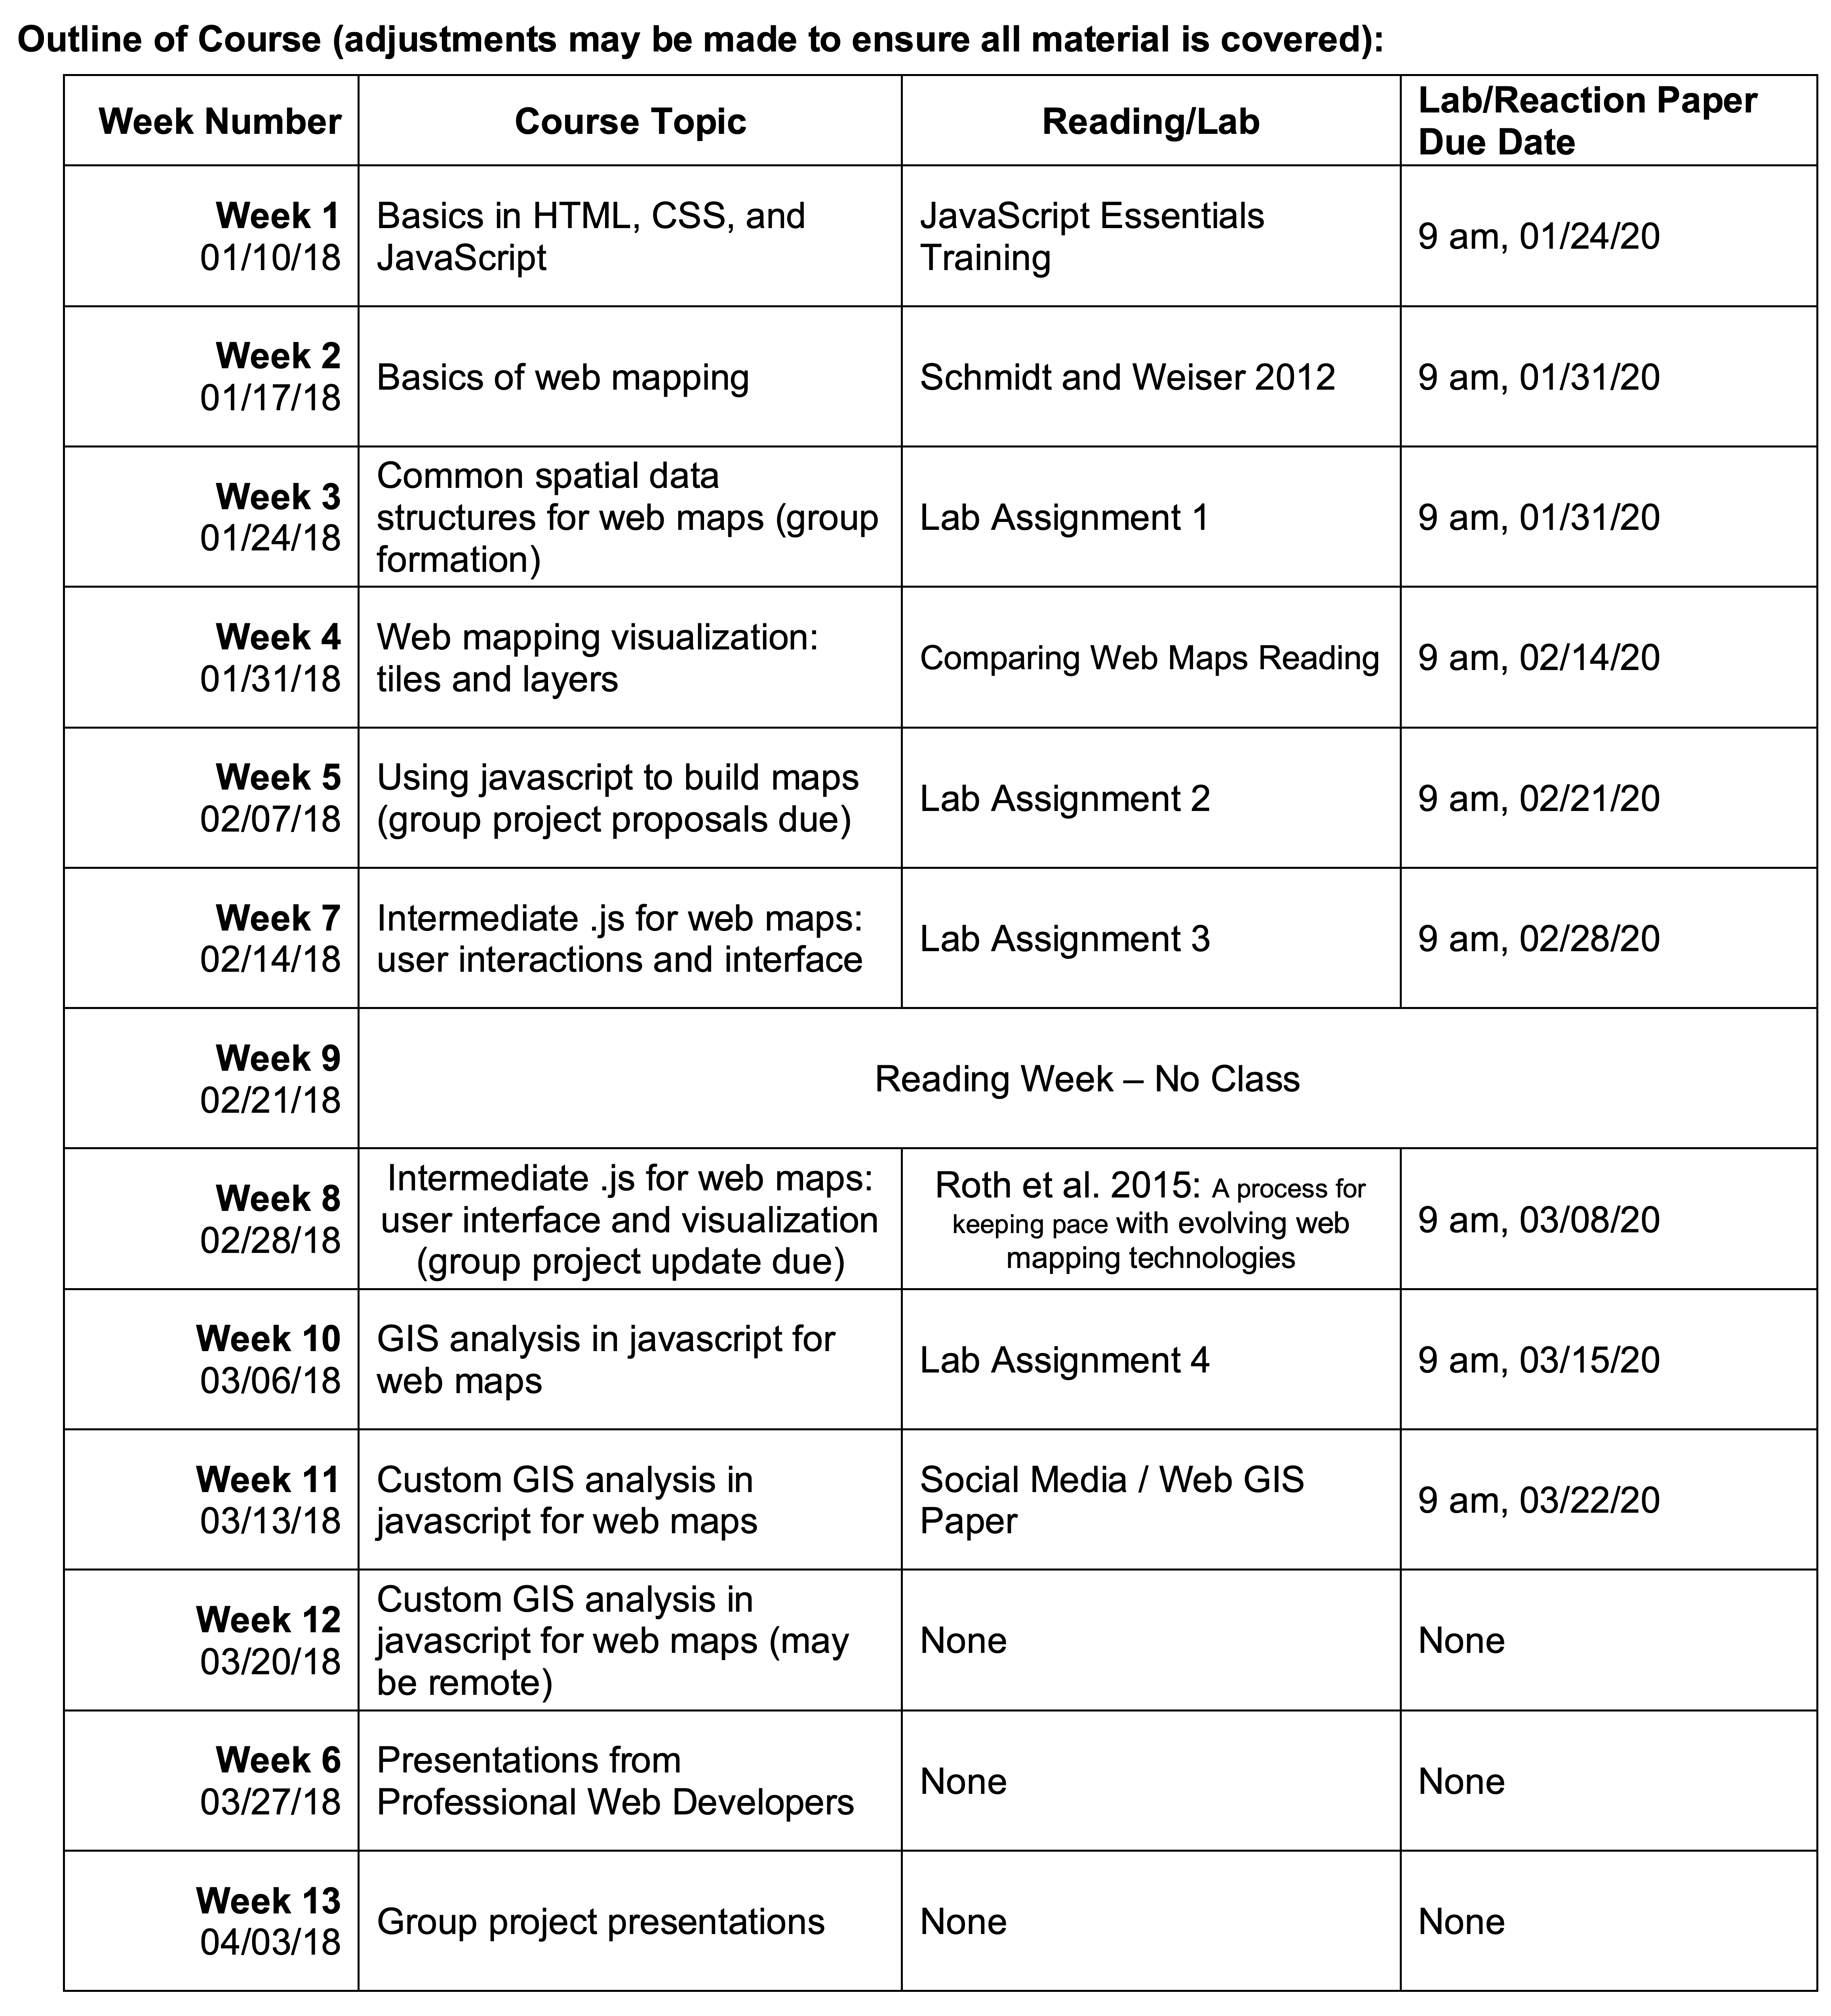 Outline of Course (adjustments may be made to ensure all material is covered):
Week Number
Course Topic
Reading/Lab
Lab/Reaction Paper
Due Date
Week 1
01/10/18
Basics in HTML, CSS, and
JavaScript
JavaScript Essentials
Training
9 am, 01/24/20
Week 2
01/17/18
Basics of web mapping
Schmidt and Weiser 2012
9 am, 01/31/20
Week 3
01/24/18
Common spatial data
structures for web maps (group
formation)
Lab Assignment 1
9 am, 01/31/20
Week 4
01/31/18
Web mapping visualization:
tiles and layers
Comparing Web Maps Reading
9 am, 02/14/20
Week 5
02/07/18
Using javascript to build maps
(group project proposals due)
Lab Assignment 2
9 am, 02/21/20
Week 7
02/14/18
Intermediate .js for web maps:
user interactions and interface
Lab Assignment 3
9 am, 02/28/20
Week 9
02/21/18
Reading Week – No Class
Week 8
02/28/18
Intermediate .js for web maps:
user interface and visualization
(group project update due)
Roth et al. 2015: A process for
keeping pace with evolving web
mapping technologies
9 am, 03/08/20
Week 10
03/06/18
GIS analysis in javascript for
web maps
Lab Assignment 4
9 am, 03/15/20
Week 11
03/13/18
Custom GIS analysis in
javascript for web maps
Social Media / Web GIS
Paper
9 am, 03/22/20
Week 12
03/20/18
Custom GIS analysis in
javascript for web maps (may
be remote)
None
None
Week 6
03/27/18
Presentations from
Professional Web Developers
None
None
Week 13
04/03/18
Group project presentations
None
None